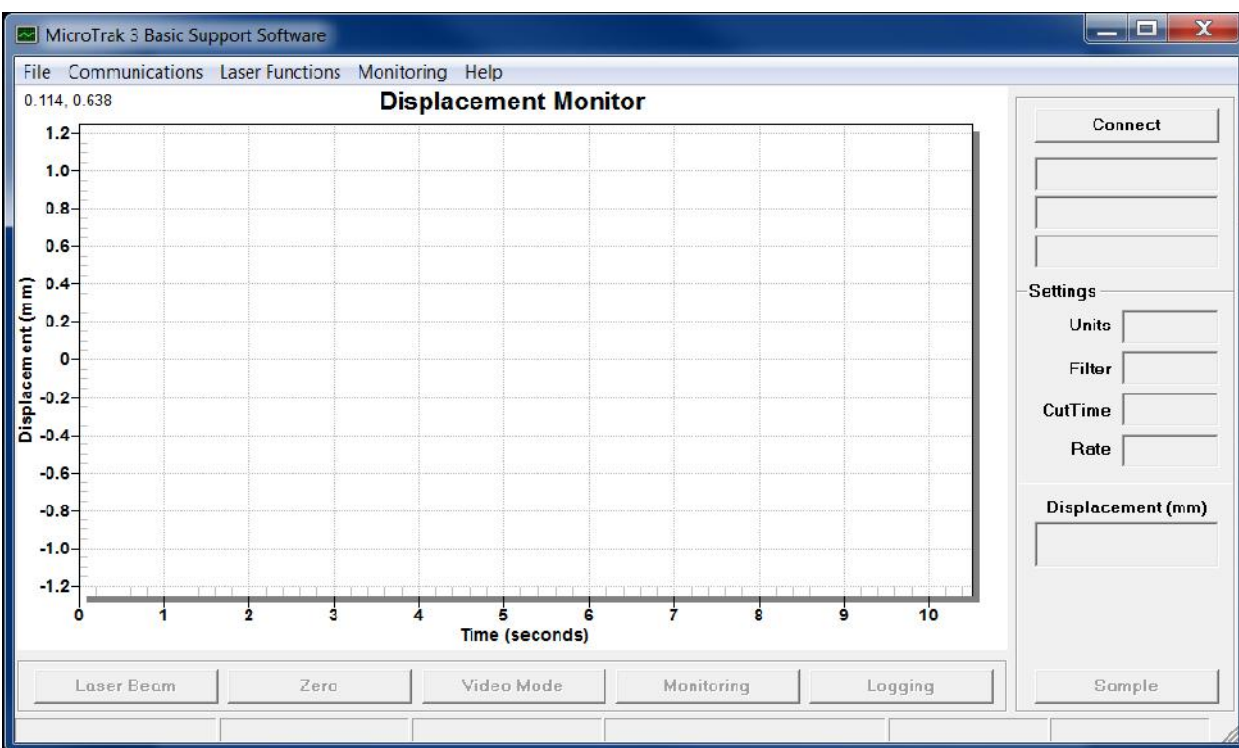 MicroTrak 3 Basic Support Software
File Communications Laser Functions Monitoring Help
0.114, 0.638
Displacement Monitor
Displacement (mm)
1.2
1.0
0.8
0.6
0.4
0.2
0
-0.2
-0.4
-0.6
-0.8
-1.0
-1.2
0 1 2 3 4 5 6 7 8 9 10
Time (seconds)
Connect
Settings
Units
Filter
CutTime
Rate
Displacement (mm)
Laser Beam Zero Video Mode Monitoring Logging Sample